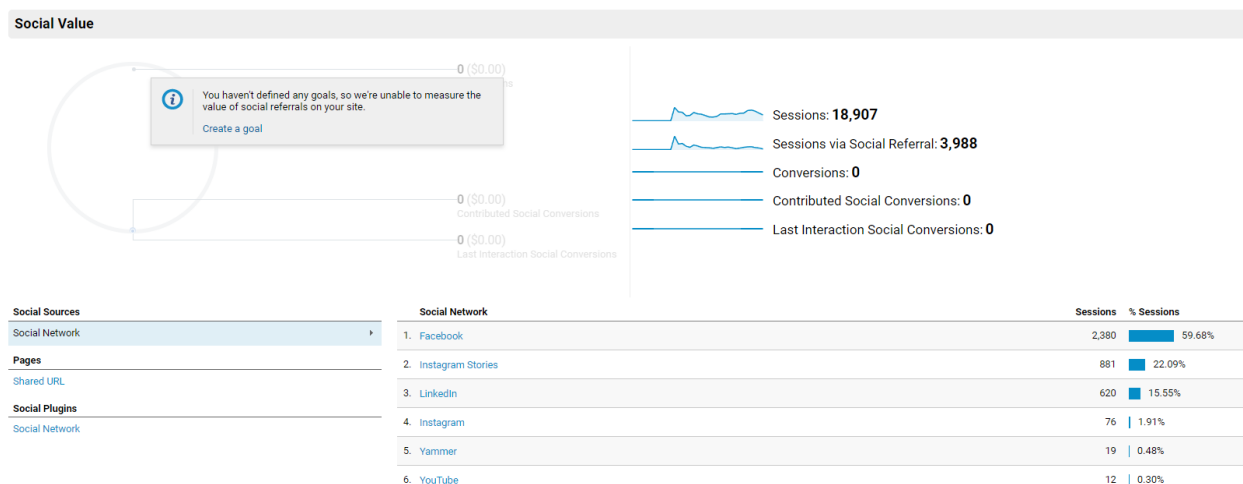 Social Value
0 ($0.00)
You haven't defined any goals, so we're unable to measure the
value of social referrals on your site.
Create a goal
0 ($0.00)
Contributed Social Conversions
0 ($0.00)
Last Interaction Social Conversions
Sessions: 18,907
Sessions via Social Referral: 3,988
Conversions: 0
Contributed Social Conversions: 0
Last Interaction Social Conversions: 0
Social Sources
Social Network
Pages
Shared URL
Social Plugins
Social Network
Social Network Sessions % Sessions
1. Facebook 2,380 59.68%
2. Instagram Stories 881 22.09%
3. LinkedIn 620 15.55%
4. Instagram 76 1.91%
5. Yammer 19 0.48%
6. YouTube 12 0.30%